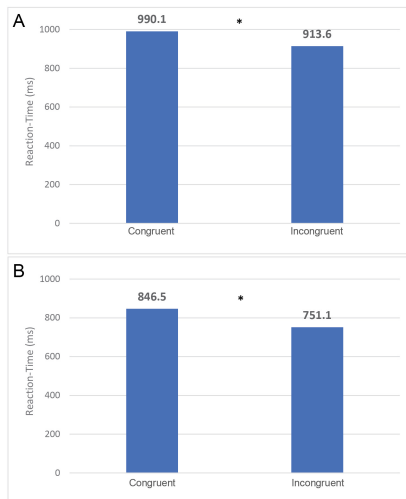 A
990.1
*
913.6
1000
800
600
400
200
0
Reaction-Time (ms)
Congruent
Incongruent
B
1000
846.5
*
751.1
800
600
400
200
0
Reaction-Time (ms)
Congruent
Incongruent